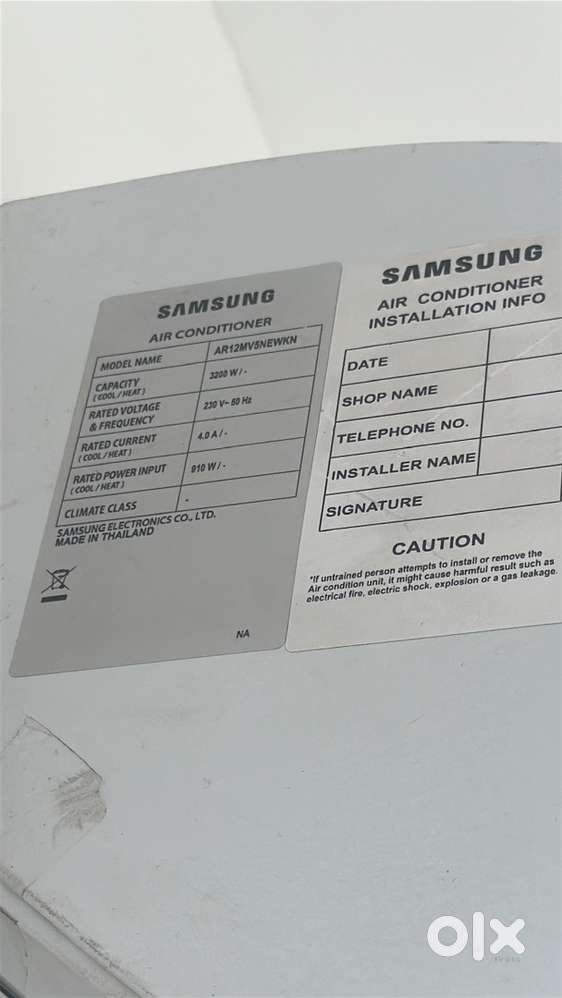 SAMSUNG
AIR CONDITIONER
MODEL NAME AR12MV5NEWKN
CAPACITY
( COOL / HEAT ) 3200 W / -
RATED VOLTAGE
& FREQUENCY 230 V~ 50 Hz
RATED CURRENT
( COOL / HEAT ) 4.0 A / -
RATED POWER INPUT
( COOL / HEAT ) 910 W / -
CLIMATE CLASS -
SAMSUNG ELECTRONICS CO., LTD.
MADE IN THAILAND
NA
SAMSUNG
AIR CONDITIONER
INSTALLATION INFO
DATE
SHOP NAME
TELEPHONE NO.
INSTALLER NAME
SIGNATURE
CAUTION
*If untrained person attempts to install or remove the
Air condition unit, it might cause harmful result such as
electrical fire, electric shock, explosion or a gas leakage.
olx